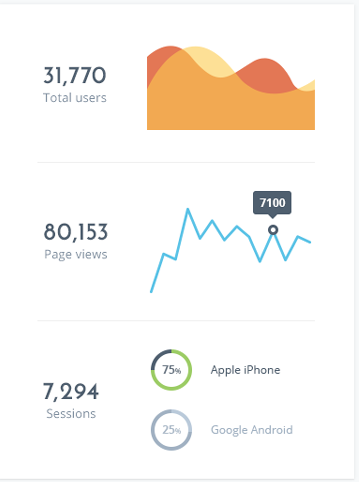 31,770
Total users
7100
80,153
Page views
75%
Apple iPhone
7,294
Sessions
25%
Google Android